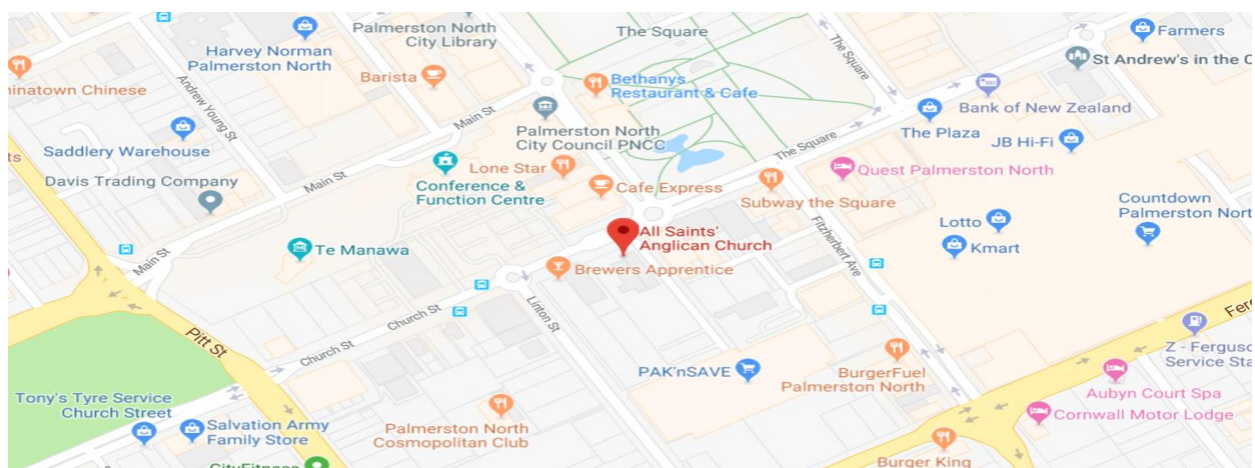 Palmerston North
City Library
The Square
The Square
Farmers
Harvey Norman
Palmerston North
St Andrew's in the C
Barista
Bethanys
Restaurant & Cafe
hinatown Chinese
Andrew Young St
Main St
Palmerston North
City Council PNCC
Bank of New Zealand
The Plaza
JB Hi-Fi
The Square
Saddlery Warehouse
Lone Star
Quest Palmerston North
ts
Main St
Conference &
Function Centre
Cafe Express
Davis Trading Company
Subway the Square
Countdown
Palmerston Nort
All Saints'
Anglican Church
Lotto
Kmart
Te Manawa
Main St
Brewers Apprentice
Fitzherbert Ave
Church St
Linton St
Ferg
Pitt St
Church St
Z - Ferguso
Service Sta
PAK'nSAVE
BurgerFuel
Palmerston North
Aubyn Court Spa
Tony's Tyre Service
Church Street
Cornwall Motor Lodge
Salvation Army
Family Store
Palmerston North
Cosmopolitan Club
CityFitness
Burger King